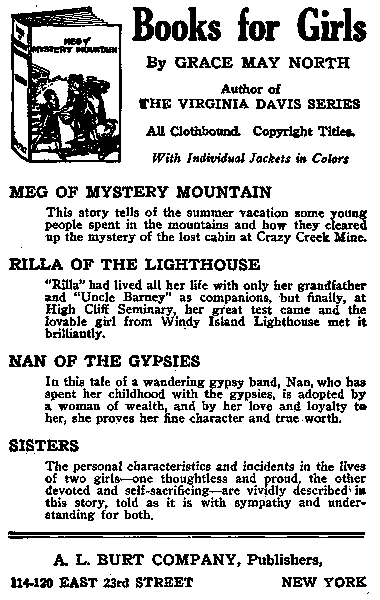 MEG OF
MYSTERY MOUNTAIN
Books for Girls
By GRACE MAY NORTH
Author of
THE VIRGINIA DAVIS SERIES
All Clothbound. Copyright Titles.
With Individual Jackets in Colors
MEG OF MYSTERY MOUNTAIN
This story tells of the summer vacation some young
people spent in the mountains and how they cleared
up the mystery of the lost cabin at Crazy Creek Mine.
RILLA OF THE LIGHTHOUSE
"Rilla" had lived all her life with only her grandfather
and "Uncle Barney" as companions, but finally, at
High Cliff Seminary, her great test came and the
lovable girl from Windy Island Lighthouse met it
brilliantly.
NAN OF THE GYPSIES
In this tale of a wandering gypsy band, Nan, who has
spent her childhood with the gypsies, is adopted by
a woman of wealth, and by her love and loyalty to
her, she proves her fine character and true worth.
SISTERS
The personal characteristics and incidents in the lives
of two girls—one thoughtless and proud, the other
devoted and self-sacrificing—are vividly described in
this story, told as it is with sympathy and under-
standing for both.
A. L. BURT COMPANY, Publishers,
114-120 EAST 23rd STREET NEW YORK